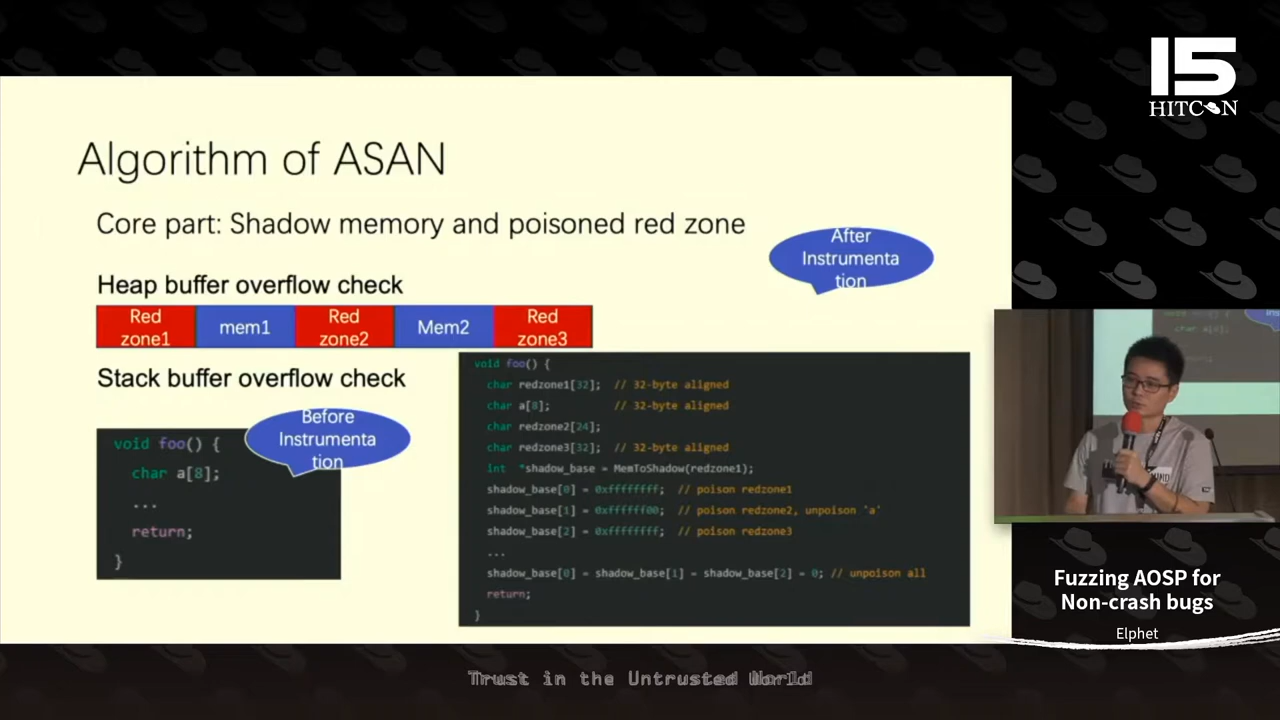 15
HITCON
Algorithm of ASAN
Core part: Shadow memory and poisoned red zone
After
Instrumenta
tion
Heap buffer overflow check
Red
zone1
mem1
Red
zone2
Mem2
Red
zone3
Stack buffer overflow check
Before
Instrumenta
tion
void foo() {
char a[8];
...
return;
}
void foo() {
char redzone1[32];  // 32-byte aligned
char a[8];          // 32-byte aligned
char redzone2[24];
char redzone3[32];  // 32-byte aligned
int  *shadow_base = MemToShadow(redzone1);
shadow_base[0] = 0xffffffff;  // poison redzone1
shadow_base[1] = 0xffffff00;  // poison redzone2, unpoison 'a'
shadow_base[2] = 0xffffffff;  // poison redzone3
...
shadow_base[0] = shadow_base[1] = shadow_base[2] = 0; // unpoison all
return;
}
char a[8];
Fuzzing AOSP for
Non-crash bugs
Elphet
Trust in the Untrusted World